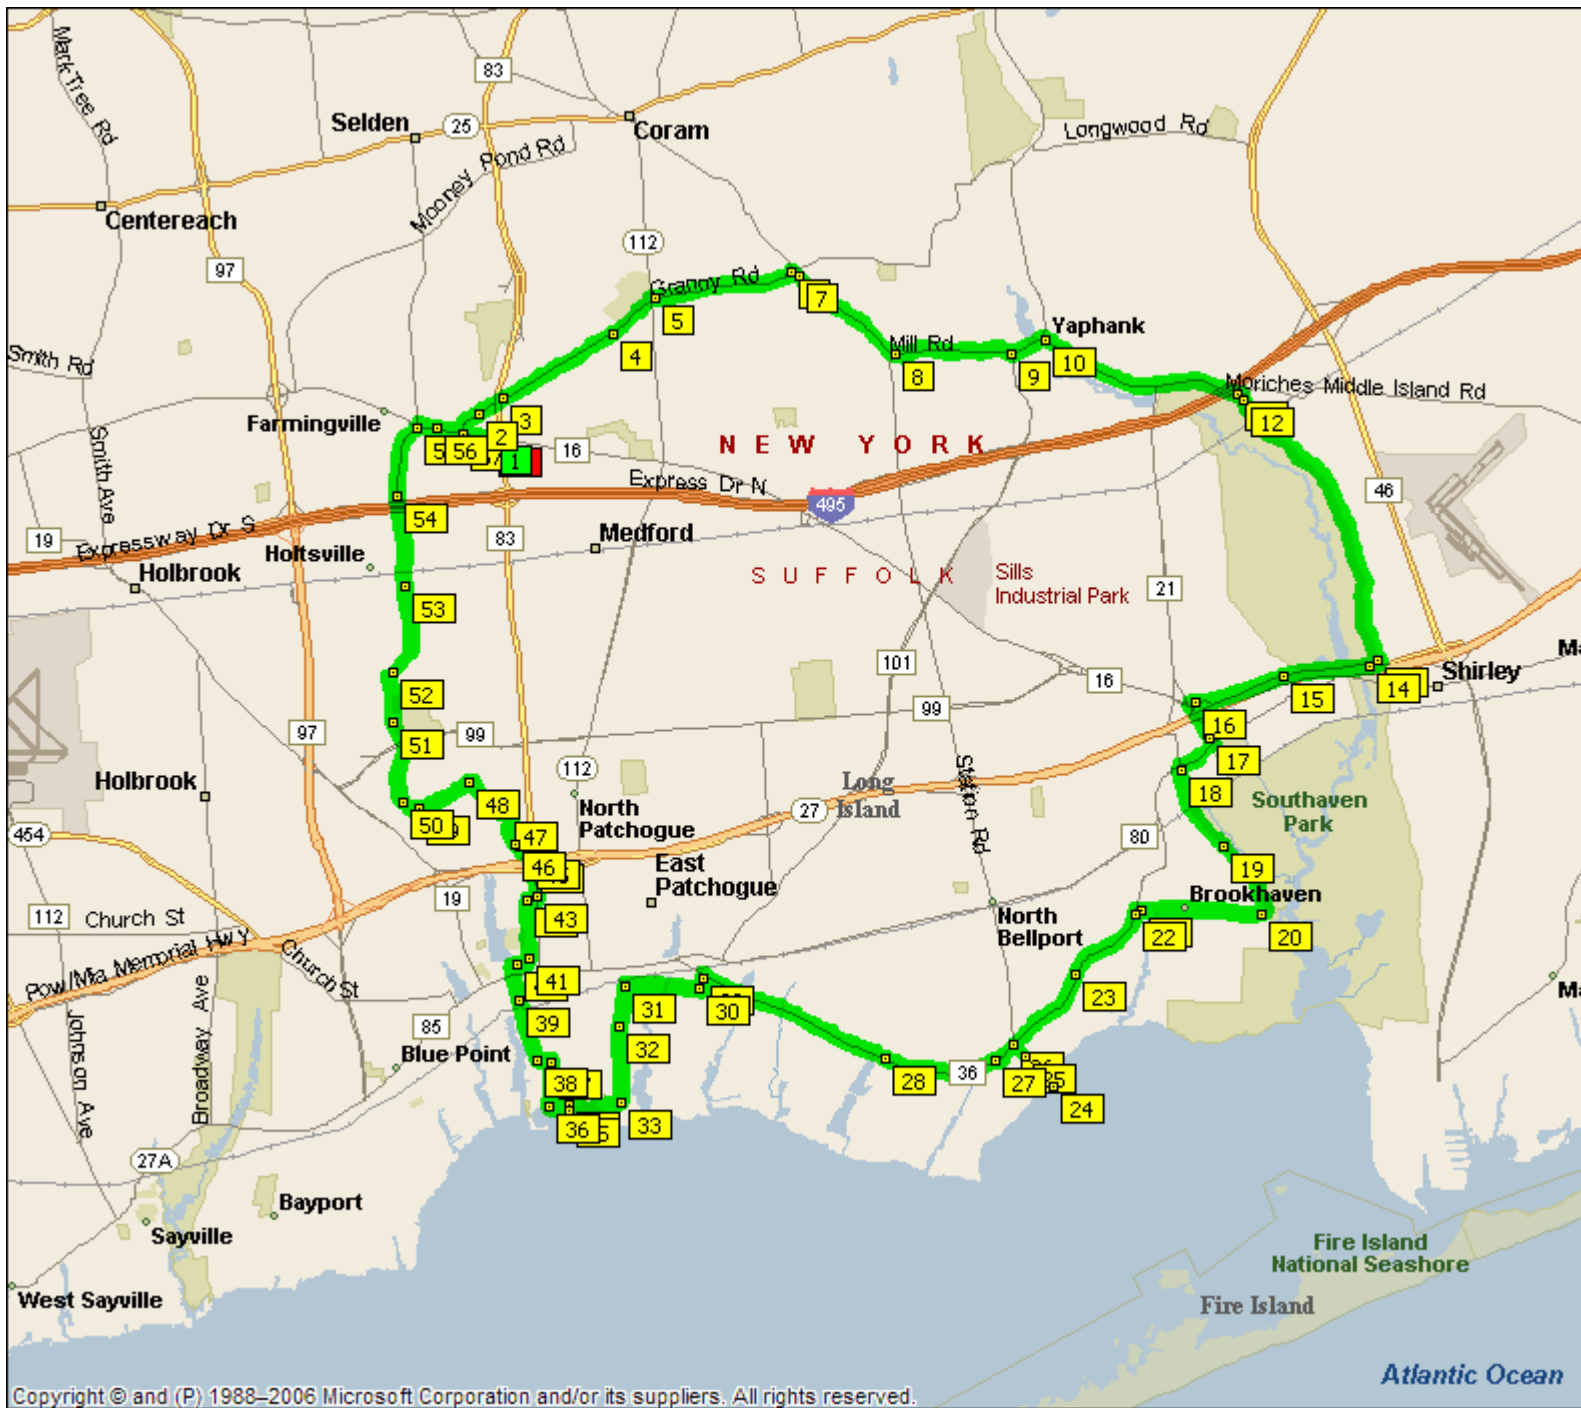 83
Selden
25
Coram
Longwood Rd
Mark Tree Rd
Mooney Pond Rd
Centereach
112
97
Granny Rd
7
5
Yaphank
4
Mill Rd
10
Smith Rd
8
9
Moriches Middle Island Rd
Farmingville
3
12
2
56
16
NEW YORK
1
Smith Ave
Express Dr N
46
495
54
Expressway Dr S
19
83
Medford
Holtsville
Holbrook
SUFFOLK
Sills
Industrial Park
21
53
101
16
Shirley
14
15
52
99
16
97
51
99
17
112
Station Rd
Holbrook
Long
Island
18
Southaven
Park
48
North
Patchogue
27
50
454
47
80
46
East
Patchogue
19
19
Brookhaven
112
Church St
43
North
Bellport
22
20
Pow/Mia Memorial Hwy
Church St
41
23
31
30
Broadway Ave
39
85
Johnson Ave
32
Blue Point
38
28
36
27
25
24
36
33
27A
Bayport
Sayville
Fire Island
National Seashore
West Sayville
Fire Island
Atlantic Ocean
Copyright © and (P) 1988–2006 Microsoft Corporation and/or its suppliers. All rights reserved.